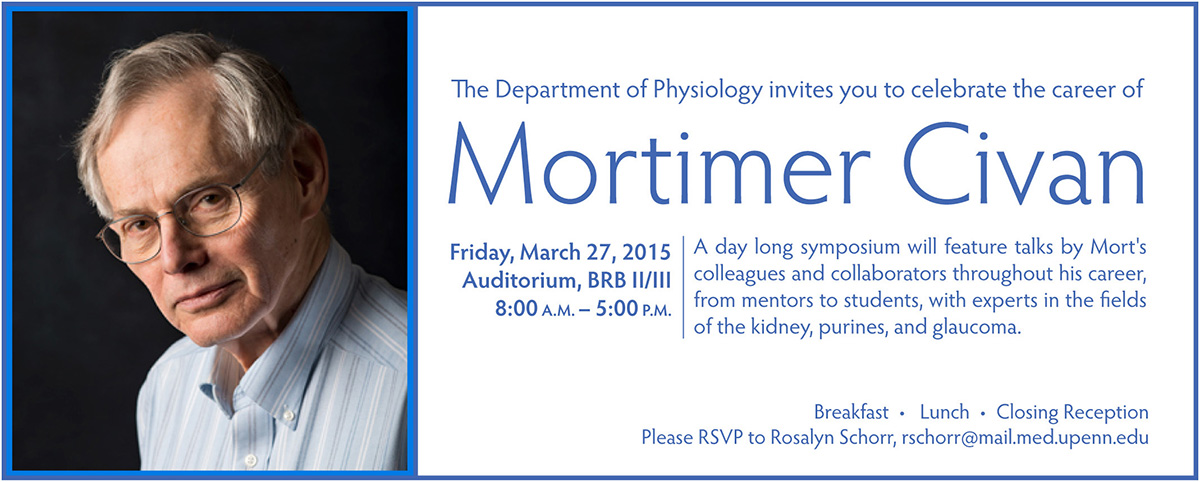 The Department of Physiology invites you to celebrate the career of
Mortimer Civan
Friday, March 27, 2015
Auditorium, BRB II/III
8:00 A.M. – 5:00 P.M.
A day long symposium will feature talks by Mort's
colleagues and collaborators throughout his career,
from mentors to students, with experts in the fields
of the kidney, purines, and glaucoma.
Breakfast • Lunch • Closing Reception
Please RSVP to Rosalyn Schorr, rschorr@mail.med.upenn.edu